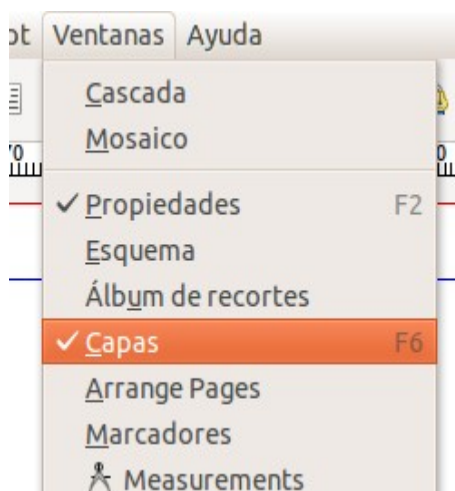 Ventanas Ayuda
Cascada
Mosaico
Propiedades F2
Esquema
Álbum de recortes
Capas F6
Arrange Pages
Marcadores
Measurements